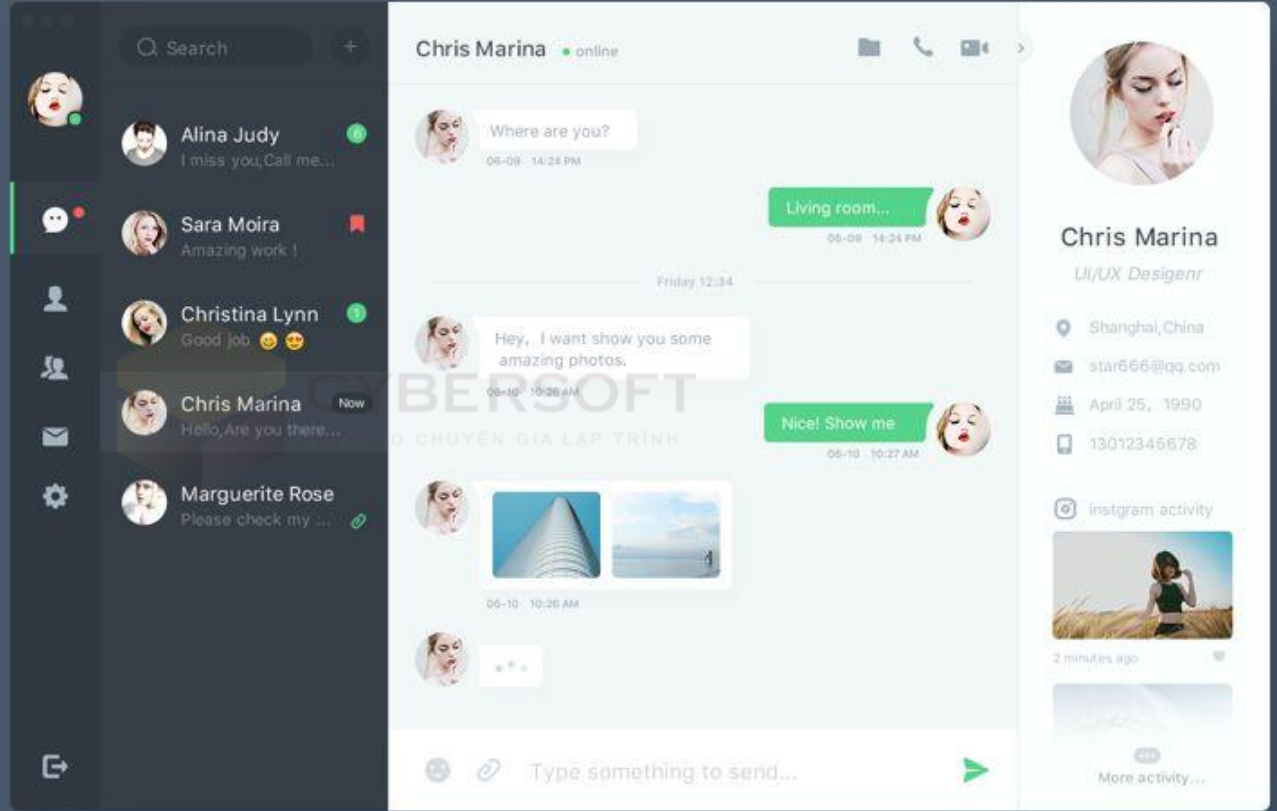 Search
+
Alina Judy
6
I miss you,Call me...
Sara Moira
Amazing work !
Christina Lynn
1
Good job 😄 😍
Chris Marina
Now
Hello,Are you there...
Marguerite Rose
Please check my ...
Chris Marina
online
Where are you?
06-09 14:24 PM
Living room...
06-09 14:24 PM
Friday 12:34
Hey, I want show you some
amazing photos.
06-10 10:26 AM
Nice! Show me
06-10 10:27 AM
06-10 10:26 AM
Type something to send...
Chris Marina
UI/UX Desigenr
Shanghai,China
star666@qq.com
April 25, 1990
13012345678
instgram activity
2 minutes ago
More activity...
CYBERSOFT
ĐÀO CHUYÊN GIA LẬP TRÌNH